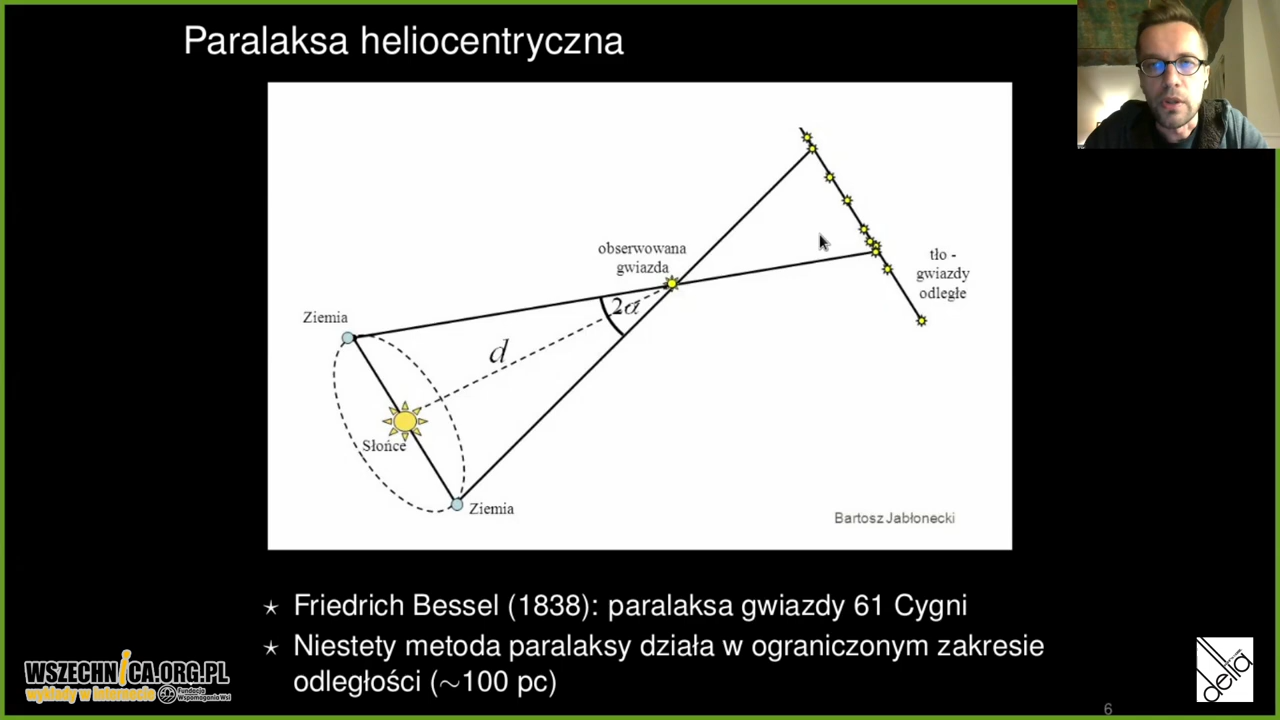 Paralaksa heliocentryczna
obserwowana
gwiazda
tło -
gwiazdy
odległe
Ziemia
2α
d
Słońce
Ziemia
Bartosz Jabłonecki
★ Friedrich Bessel (1838): paralaksa gwiazdy 61 Cygni
★ Niestety metoda paralaksy działa w ograniczonym zakresie
odległości (∼100 pc)
WSZECHNICA.ORG.PL
wykłady w internecie
Fundacja
Wspomagania Wsi
delta
6